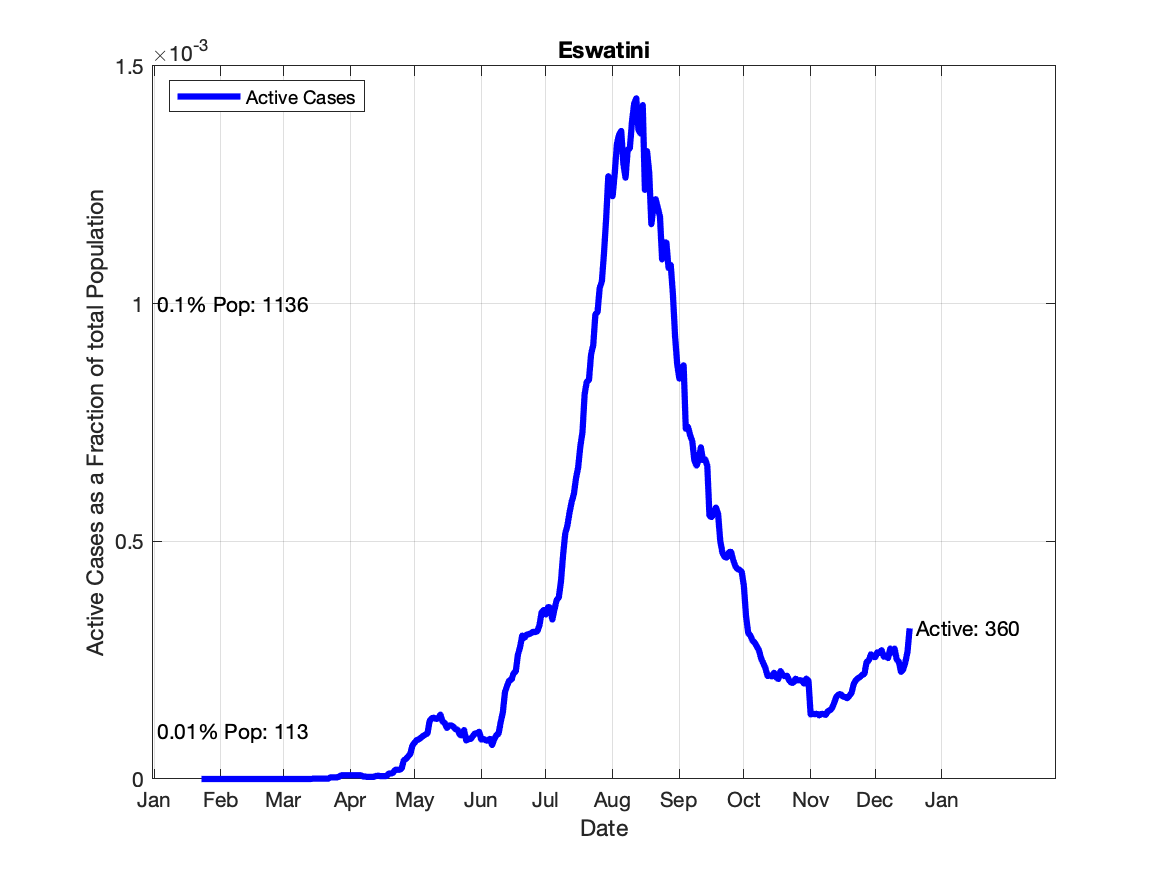 Eswatini
×10-3
1.5
Active Cases
1
0.1% Pop: 1136
0.5
Active: 360
0.01% Pop: 113
0
Jan Feb Mar Apr May Jun Jul Aug Sep Oct Nov Dec Jan
Date
Active Cases as a Fraction of total Population